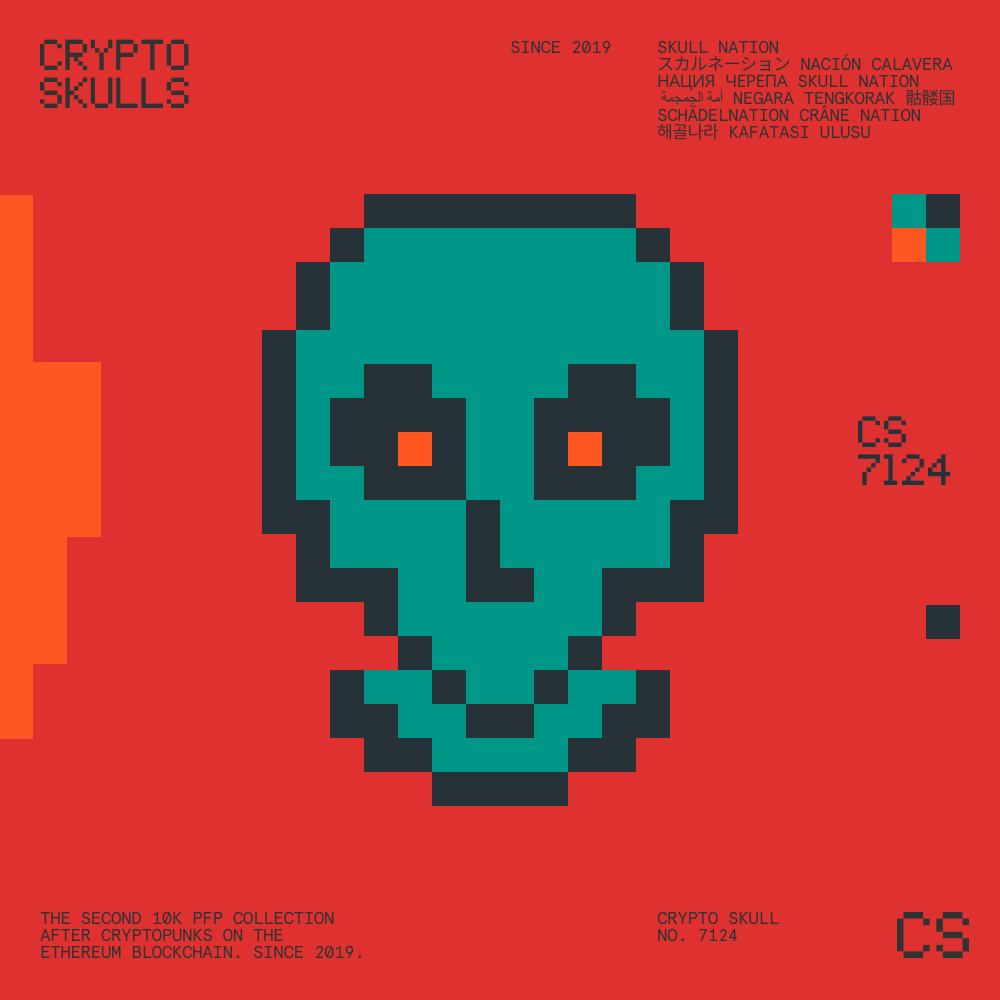 CRYPTO
SKULLS
SINCE 2019
SKULL NATION
スカルネーション NACIÓN CALAVERA
НАЦИЯ ЧЕРЕПА SKULL NATION
أمة الجمجمة NEGARA TENGKORAK 骷髅国
SCHÄDELNATION CRÂNE NATION
해골나라 KAFATASI ULUSU
CS
7124
THE SECOND 10K PFP COLLECTION
AFTER CRYPTOPUNKS ON THE
ETHEREUM BLOCKCHAIN. SINCE 2019.
CRYPTO SKULL
NO. 7124
CS